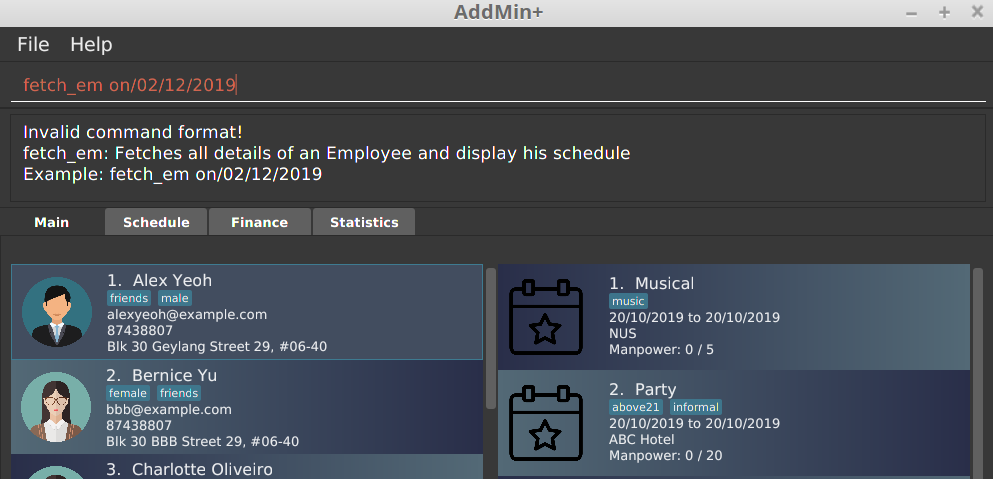 AddMin+
File Help
fetch_em on/02/12/2019
Invalid command format!
fetch_em: Fetches all details of an Employee and display his schedule
Example: fetch_em on/02/12/2019
Main Schedule Finance Statistics
1. Alex Yeoh
friends male
alexyeoh@example.com
87438807
Blk 30 Geylang Street 29, #06-40
2. Bernice Yu
female friends
bbb@example.com
87438807
Blk 30 BBB Street 29, #06-40
3. Charlotte Oliveiro
1. Musical
music
20/10/2019 to 20/10/2019
NUS
Manpower: 0 / 5
2. Party
above21 informal
20/10/2019 to 20/10/2019
ABC Hotel
Manpower: 0 / 20